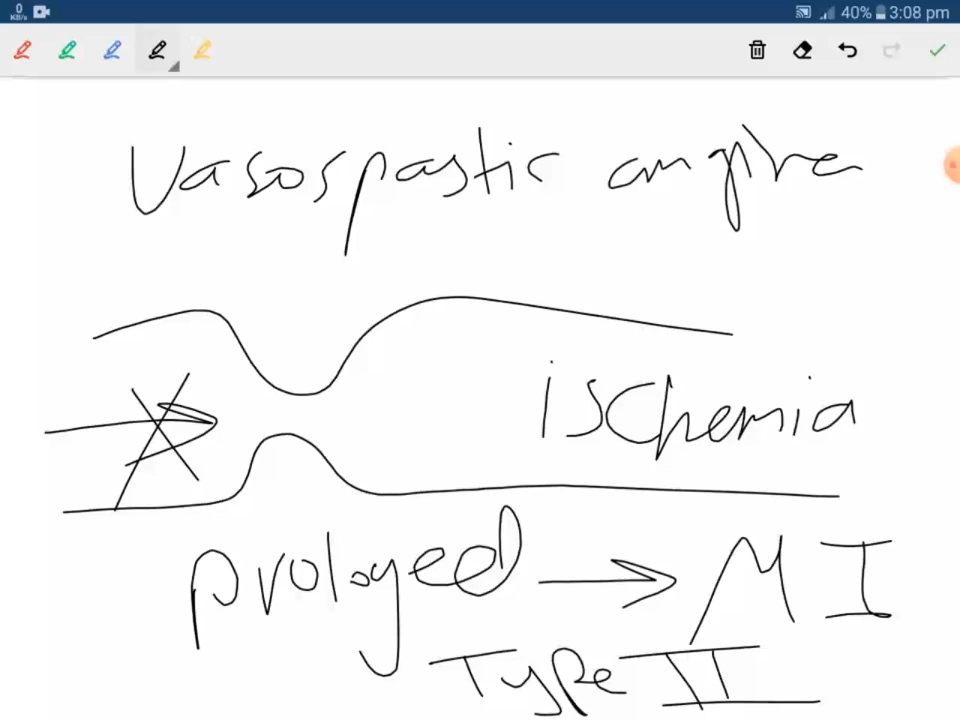 0
KB/s 40% 3:08 pm
Vasospastic angina
ischemia
prologed → MI
Type II